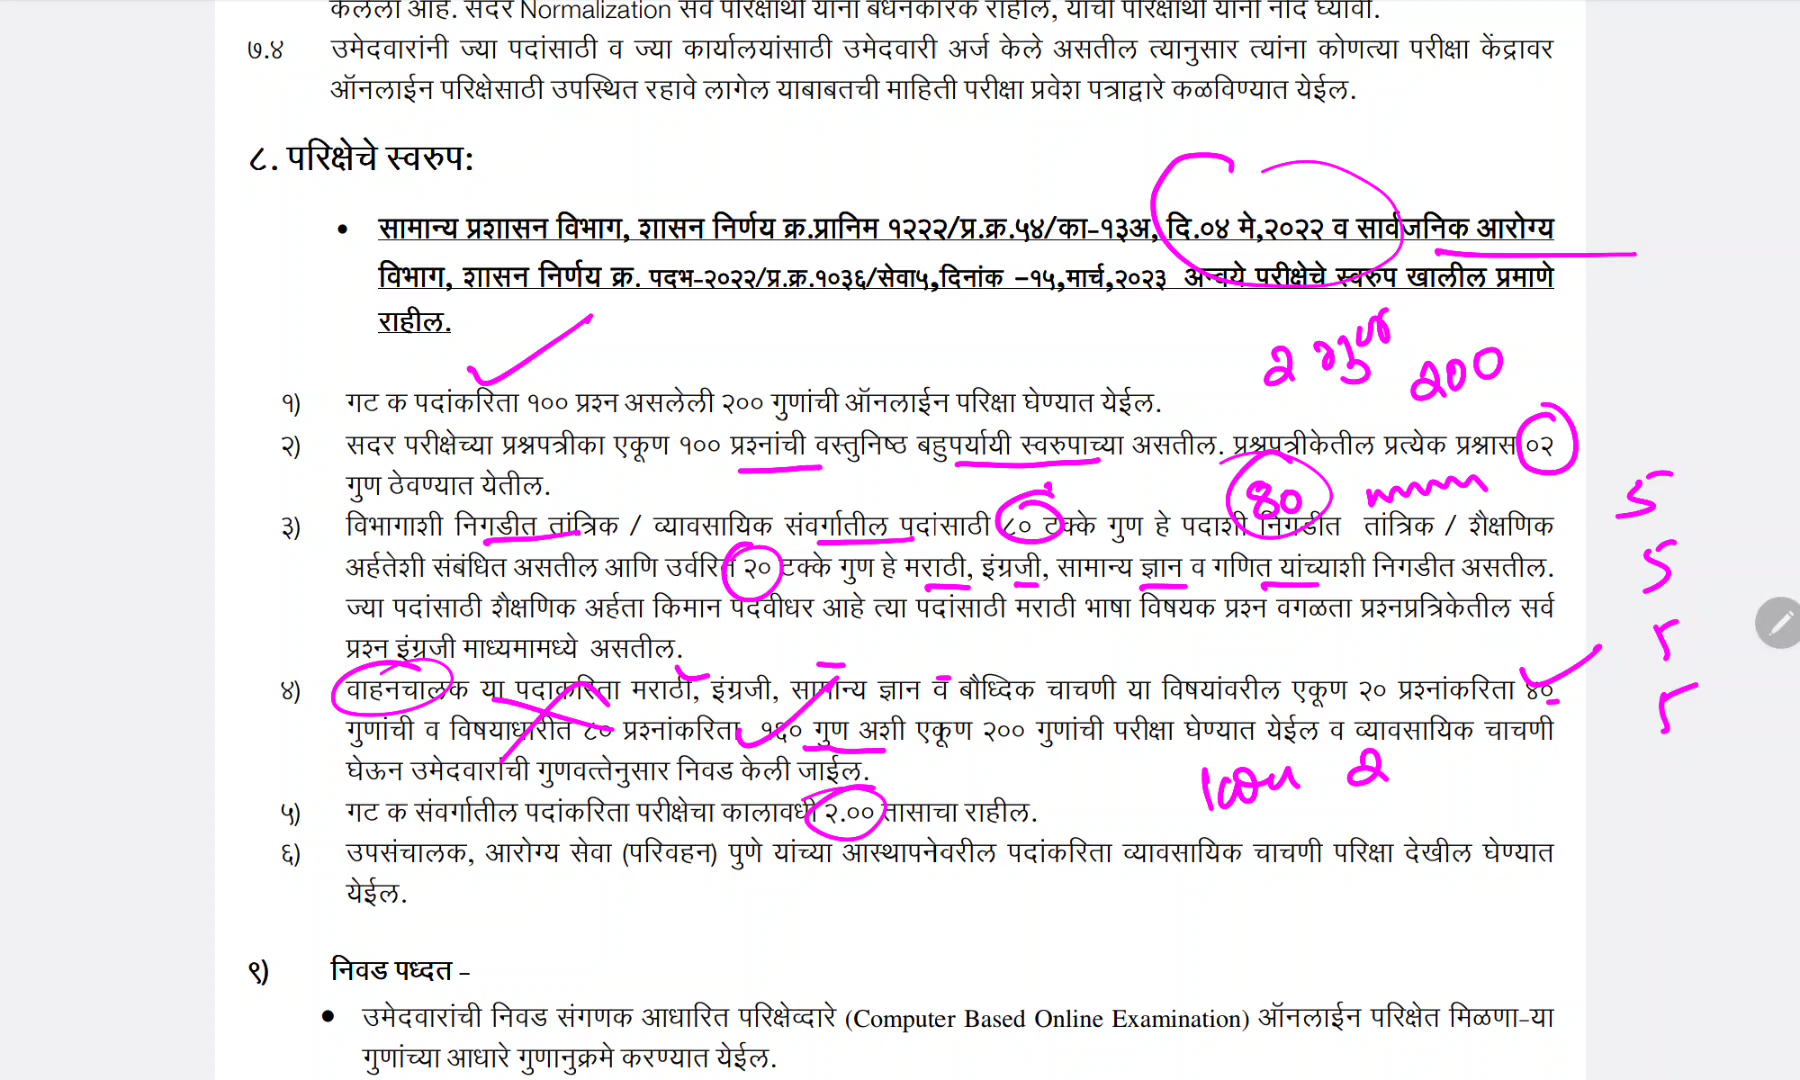 केलेला आहे. सदर Normalization सर्व परिक्षार्थी यांना बंधनकारक राहील, याची परिक्षार्थी यांनी नोंद घ्यावी.
७.४ उमेदवारांनी ज्या पदांसाठी व ज्या कार्यालयांसाठी उमेदवारी अर्ज केले असतील त्यानुसार त्यांना कोणत्या परीक्षा केंद्रावर
ऑनलाईन परिक्षेसाठी उपस्थित रहावे लागेल याबाबतची माहिती परीक्षा प्रवेश पत्राद्वारे कळविण्यात येईल.
८. परिक्षेचे स्वरुप:
• सामान्य प्रशासन विभाग, शासन निर्णय क्र.प्रानिम १२२२/प्र.क्र.५४/का-१३अ, दि.०४ मे,२०२२ व सार्वजनिक आरोग्य
विभाग, शासन निर्णय क्र. पदभ-२०२२/प्र.क्र.१०३६/सेवा५,दिनांक -१५,मार्च,२०२३ अन्वये परीक्षेचे स्वरुप खालील प्रमाणे
राहील.
२ गुण २००
१) गट क पदांकरिता १०० प्रश्न असलेली २०० गुणांची ऑनलाईन परिक्षा घेण्यात येईल.
२) सदर परीक्षेच्या प्रश्नपत्रीका एकूण १०० प्रश्नांची वस्तुनिष्ठ बहुपर्यायी स्वरुपाच्या असतील. प्रश्नपत्रीकेतील प्रत्येक प्रश्नास ०२
गुण ठेवण्यात येतील.
३) विभागाशी निगडीत तांत्रिक / व्यावसायिक संवर्गातील पदांसाठी ८० टक्के गुण हे पदाशी निगडीत तांत्रिक / शैक्षणिक
अर्हतेशी संबंधित असतील आणि उर्वरित २० टक्के गुण हे मराठी, इंग्रजी, सामान्य ज्ञान व गणित यांच्याशी निगडीत असतील.
ज्या पदांसाठी शैक्षणिक अर्हता किमान पदवीधर आहे त्या पदांसाठी मराठी भाषा विषयक प्रश्न वगळता प्रश्नप्रत्रिकेतील सर्व
प्रश्न इंग्रजी माध्यमामध्ये असतील.
5
5
5
5
४) वाहनचालक या पदाकरिता मराठी, इंग्रजी, सामान्य ज्ञान व बौध्दिक चाचणी या विषयांवरील एकूण २० प्रश्नांकरिता ४०
गुणांची व विषयाधारीत ८० प्रश्नांकरिता १६० गुण अशी एकूण २०० गुणांची परीक्षा घेण्यात येईल व व्यावसायिक चाचणी
घेऊन उमेदवारांची गुणवत्तेनुसार निवड केली जाईल.
५) गट क संवर्गातील पदांकरिता परीक्षेचा कालावधी २.०० तासाचा राहील.
६) उपसंचालक, आरोग्य सेवा (परिवहन) पुणे यांच्या आस्थापनेवरील पदांकरिता व्यावसायिक चाचणी परिक्षा देखील घेण्यात
येईल.
९) निवड पध्दत -
• उमेदवारांची निवड संगणक आधारित परिक्षेव्दारे (Computer Based Online Examination) ऑनलाईन परिक्षेत मिळणा-या
गुणांच्या आधारे गुणानुक्रमे करण्यात येईल.